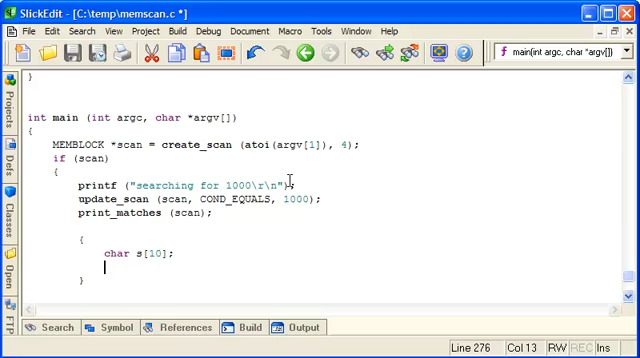 SlickEdit - [C:\temp\memscan.c *]
File Edit Search View Project Build Debug Document Macro Tools Window Help
main(int argc, char *argv[])
Projects
Defs
Classes
Open
FTP
}
int main (int argc, char *argv[])
{
MEMBLOCK *scan = create_scan (atoi(argv[1]), 4);
if (scan)
{
printf ("searching for 1000\r\n");
update_scan (scan, COND_EQUALS, 1000);
print_matches (scan);
{
char s[10];
}
Search Symbol References Build Output
Line 276 Col 13 RW REC Ins